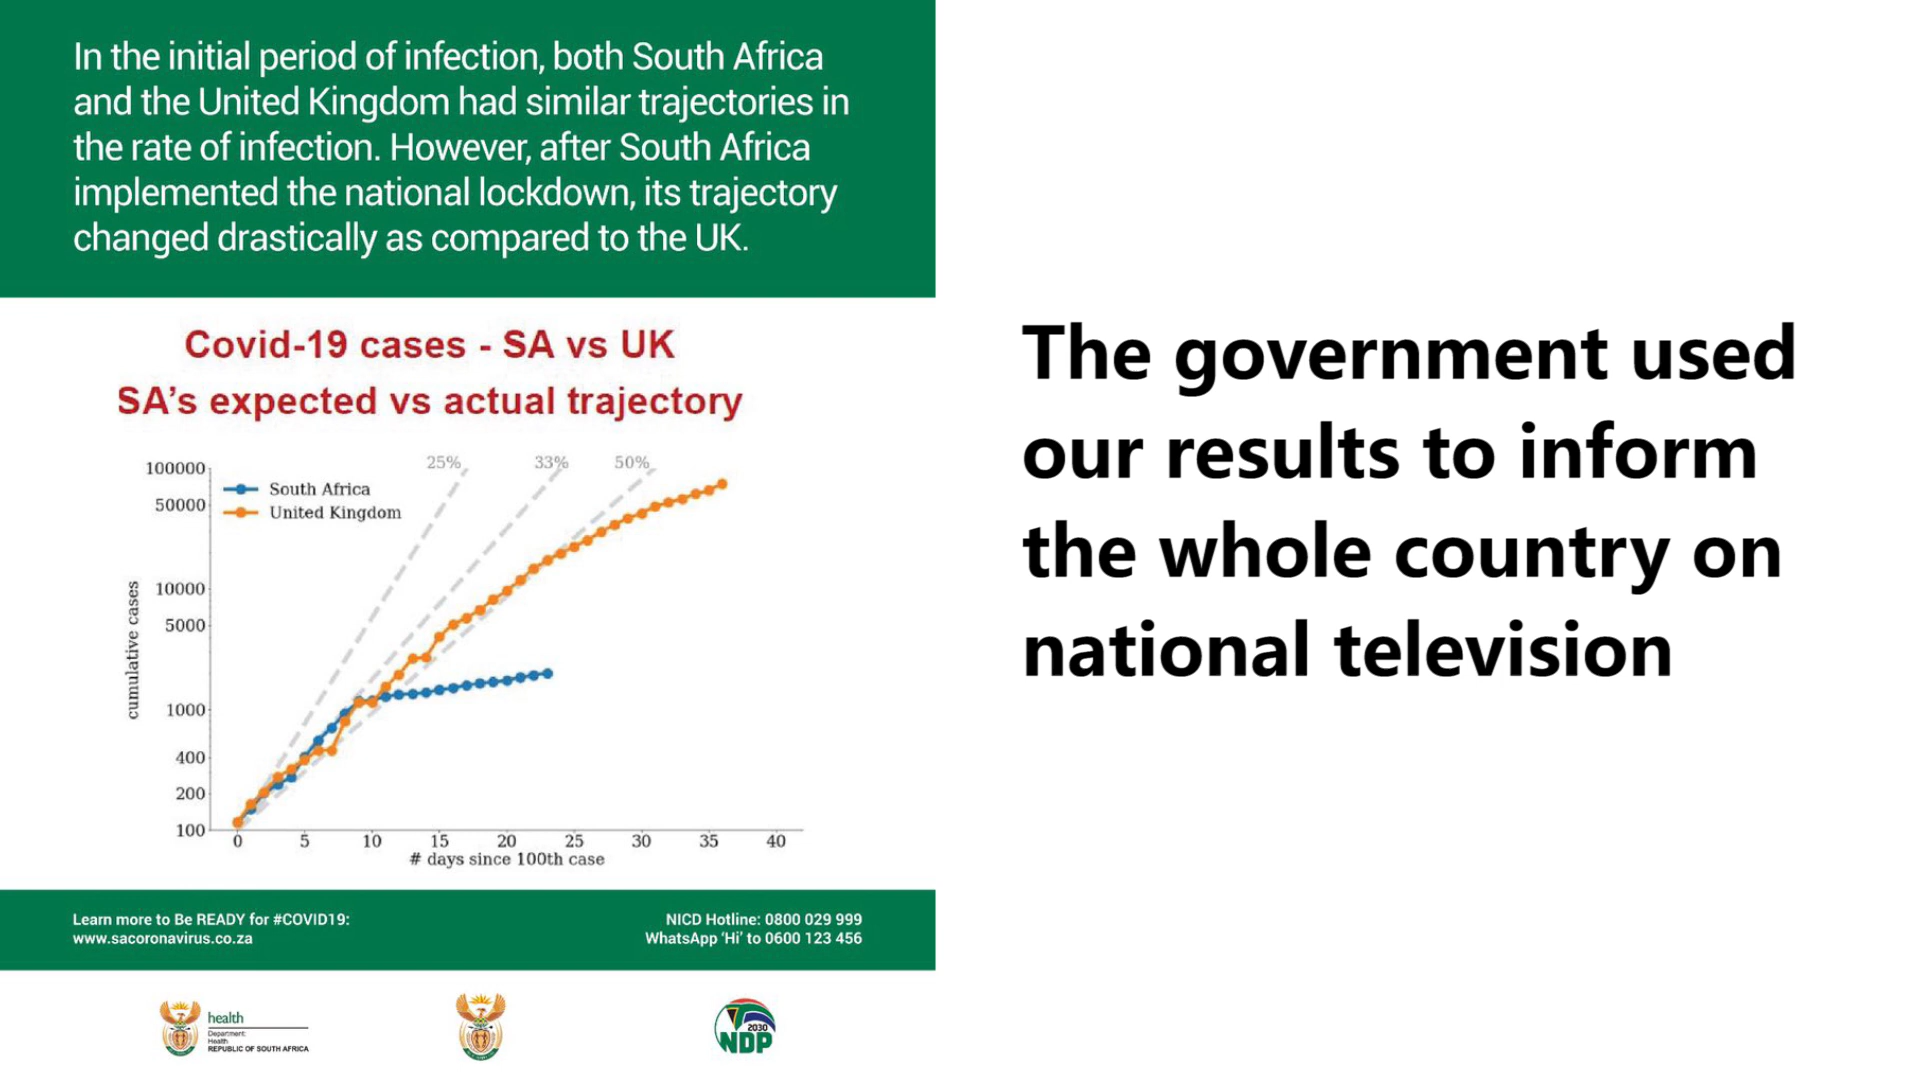 In the initial period of infection, both South Africa
and the United Kingdom had similar trajectories in
the rate of infection. However, after South Africa
implemented the national lockdown, its trajectory
changed drastically as compared to the UK.
Covid-19 cases - SA vs UK
SA's expected vs actual trajectory
25% 33% 50%
South Africa
United Kingdom
100000
50000
10000
5000
1000
400
200
100
cumulative cases
0 5 10 15 20 25 30 35 40
# days since 100th case
Learn more to Be READY for #COVID19:
www.sacoronavirus.co.za
NICD Hotline: 0800 029 999
WhatsApp 'Hi' to 0600 123 456
health
Department:
Health
REPUBLIC OF SOUTH AFRICA
2030
NDP
The government used
our results to inform
the whole country on
national television